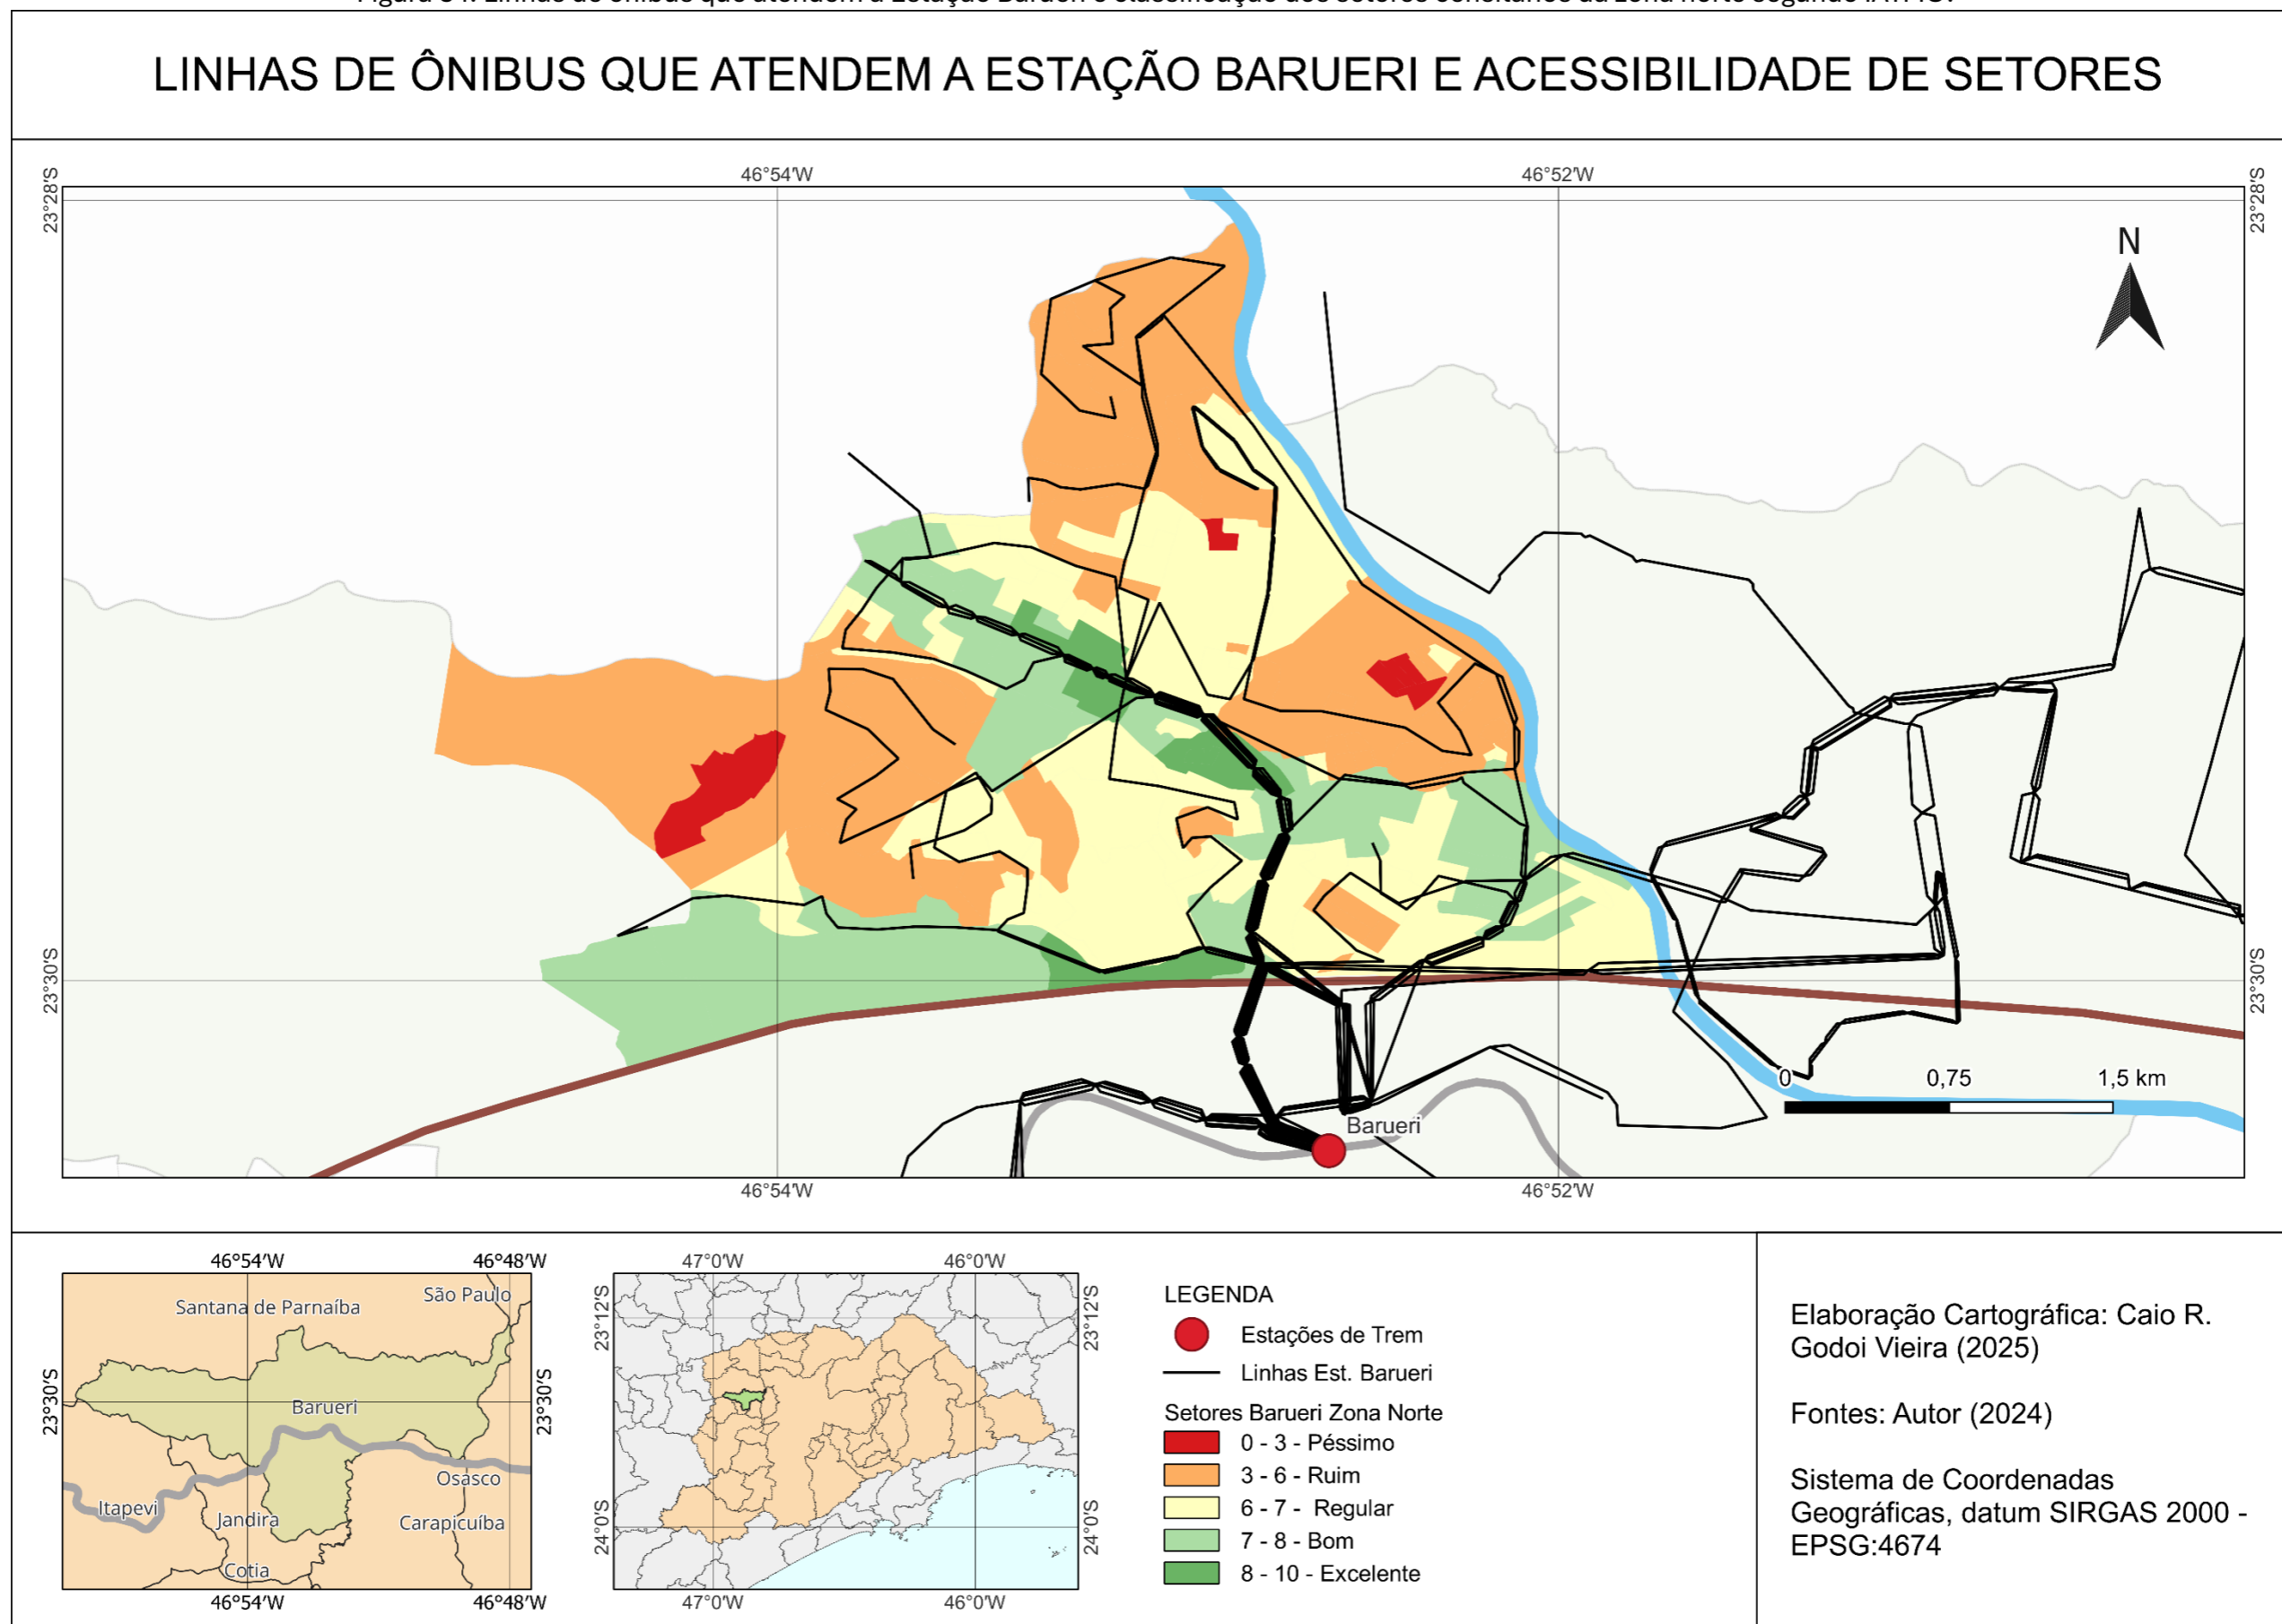 LINHAS DE ÔNIBUS QUE ATENDEM A ESTAÇÃO BARUERI E ACESSIBILIDADE DE SETORES
46°54'W
46°52'W
23°28'S
23°28'S
N
23°30'S
23°30'S
0
0,75
1,5 km
Barueri
46°54'W
46°52'W
46°54'W
46°48'W
São Paulo
Santana de Parnaíba
23°30'S
23°30'S
Barueri
Osasco
Itapevi
Jandira
Carapicuíba
Cotia
46°54'W
46°48'W
47°0'W
46°0'W
23°12'S
23°12'S
24°0'S
24°0'S
47°0'W
46°0'W
LEGENDA
Estações de Trem
Linhas Est. Barueri
Setores Barueri Zona Norte
0 - 3 - Péssimo
3 - 6 - Ruim
6 - 7 - Regular
7 - 8 - Bom
8 - 10 - Excelente
Elaboração Cartográfica: Caio R.
Godoi Vieira (2025)
Fontes: Autor (2024)
Sistema de Coordenadas
Geográficas, datum SIRGAS 2000 -
EPSG:4674